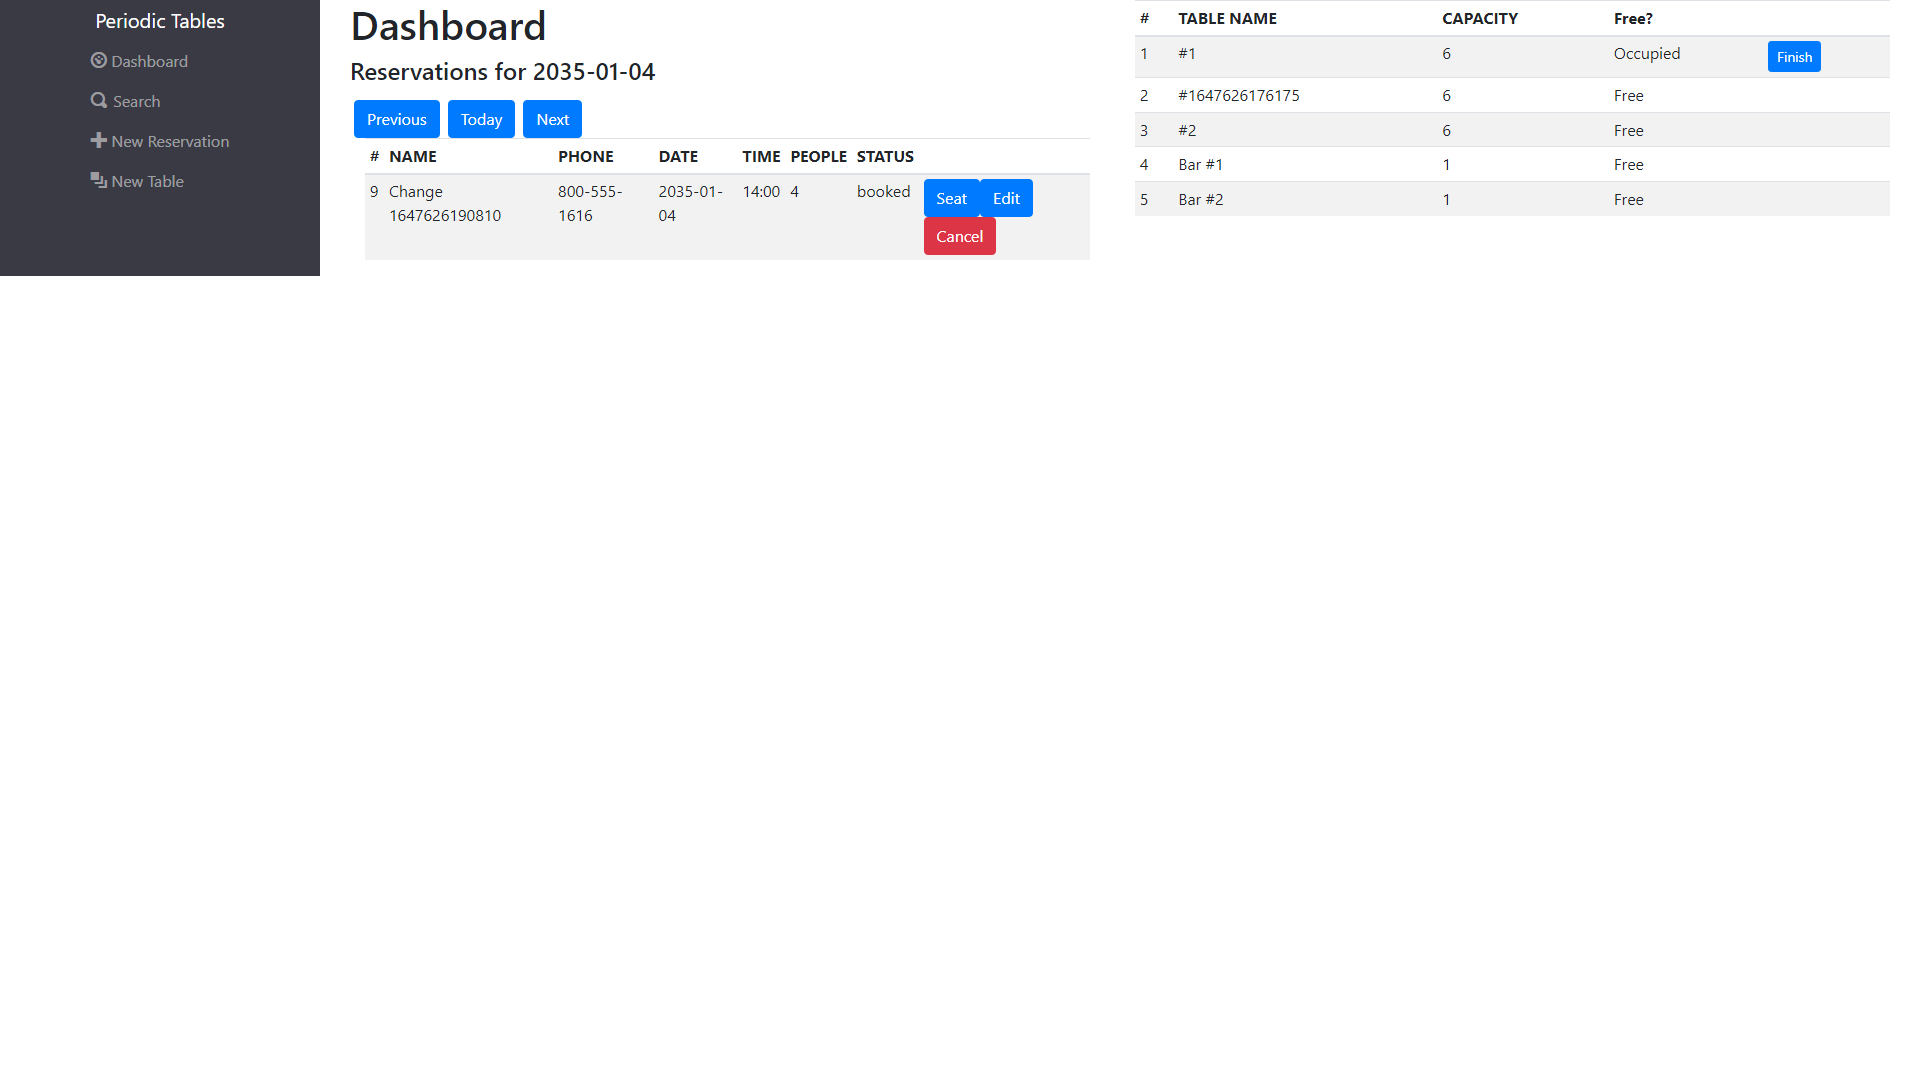 Periodic Tables
Dashboard
Search
New Reservation
New Table
Dashboard
Reservations for 2035-01-04
Previous Today Next
# NAME PHONE DATE TIME PEOPLE STATUS
9 Change 800-555- 2035-01- 14:00 4 booked Seat Edit
1647626190810 1616 04
Cancel
# TABLE NAME CAPACITY Free?
1 #1 6 Occupied Finish
2 #1647626176175 6 Free
3 #2 6 Free
4 Bar #1 1 Free
5 Bar #2 1 Free